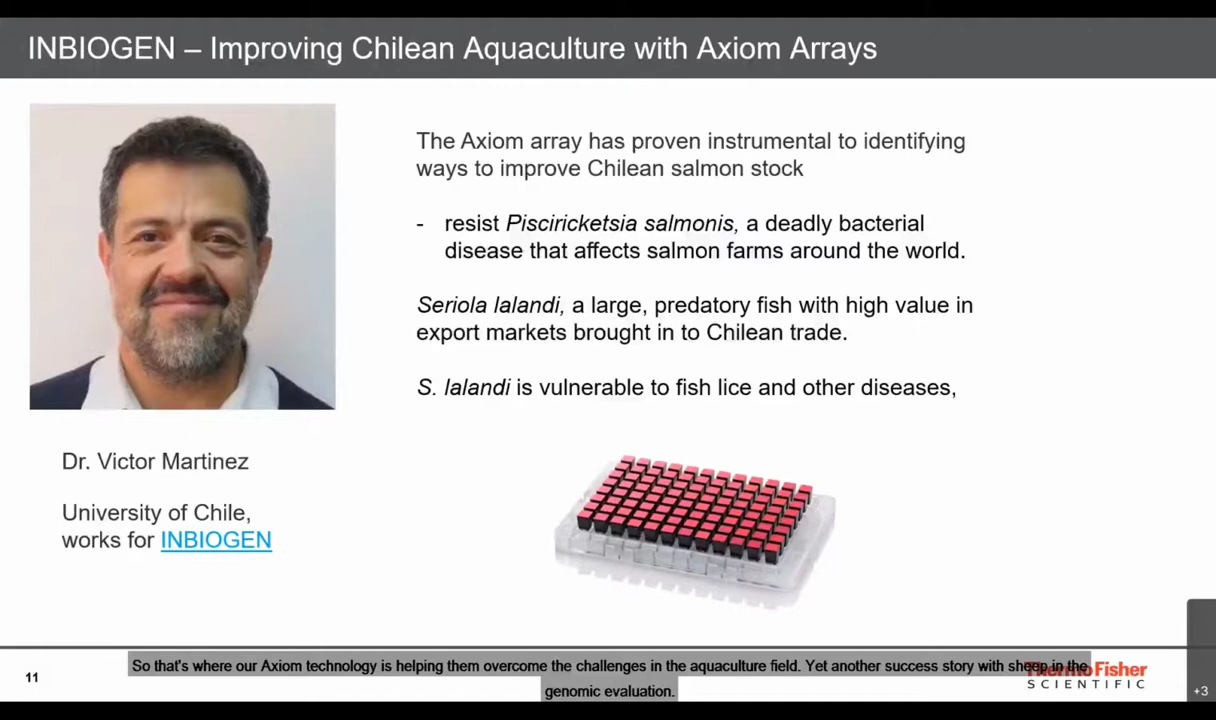 INBIOGEN – Improving Chilean Aquaculture with Axiom Arrays
The Axiom array has proven instrumental to identifying
ways to improve Chilean salmon stock
- resist Piscirickettsia salmonis, a deadly bacterial
disease that affects salmon farms around the world.
Seriola lalandi, a large, predatory fish with high value in
export markets brought in to Chilean trade.
S. lalandi is vulnerable to fish lice and other diseases,
Dr. Victor Martinez
University of Chile,
works for INBIOGEN
So that's where our Axiom technology is helping them overcome the challenges in the aquaculture field. Yet another success story with sheep in the
genomic evaluation.
11
ThermoFisher
SCIENTIFIC
+3